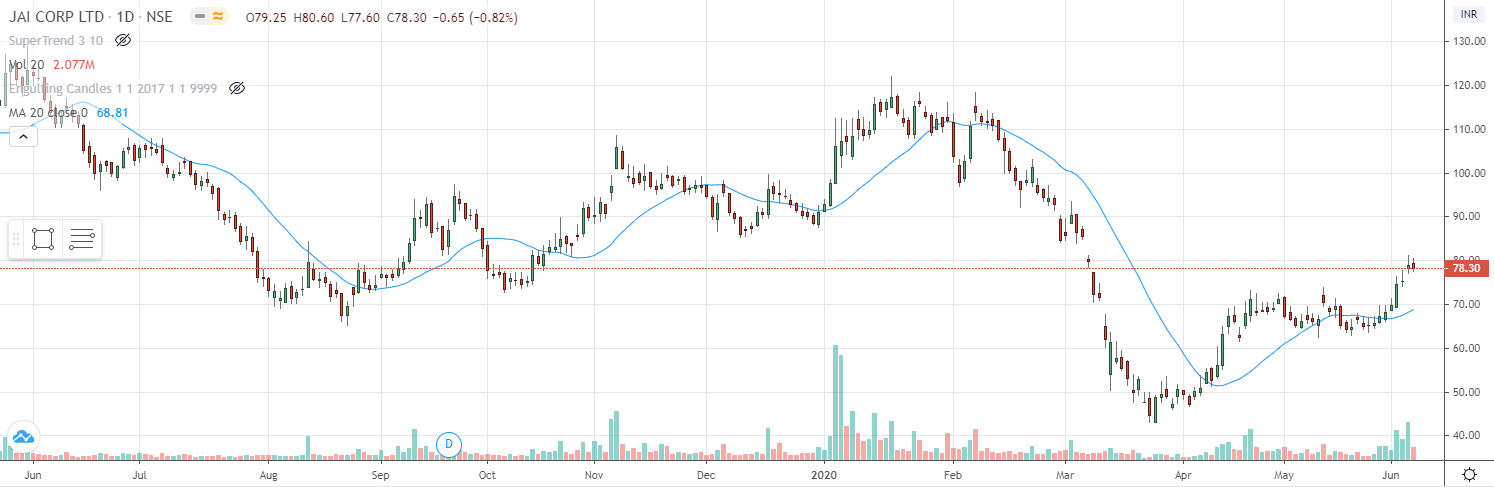 JAI CORP LTD · 1D · NSE O79.25 H80.60 L77.60 C78.30 −0.65 (−0.82%)
INR
SuperTrend 3 10
130.00
Vol 20 2.077M
Engulfing Candles 1 1 2017 1 1 9999
120.00
MA 20 close 0 68.81
110.00
100.00
90.00
80.00
78.30
70.00
60.00
50.00
40.00
D
Jun Jul Aug Sep Oct Nov Dec 2020 Feb Mar Apr May Jun